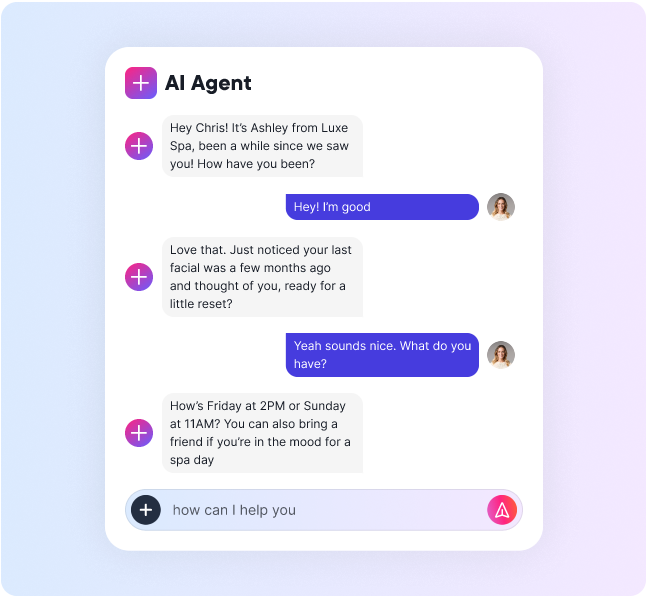 AI Agent
Hey Chris! It’s Ashley from Luxe
Spa, been a while since we saw
you! How have you been?
Hey! I’m good
Love that. Just noticed your last
facial was a few months ago
and thought of you, ready for a
little reset?
Yeah sounds nice. What do you
have?
How’s Friday at 2PM or Sunday
at 11AM? You can also bring a
friend if you’re in the mood for a
spa day
how can I help you